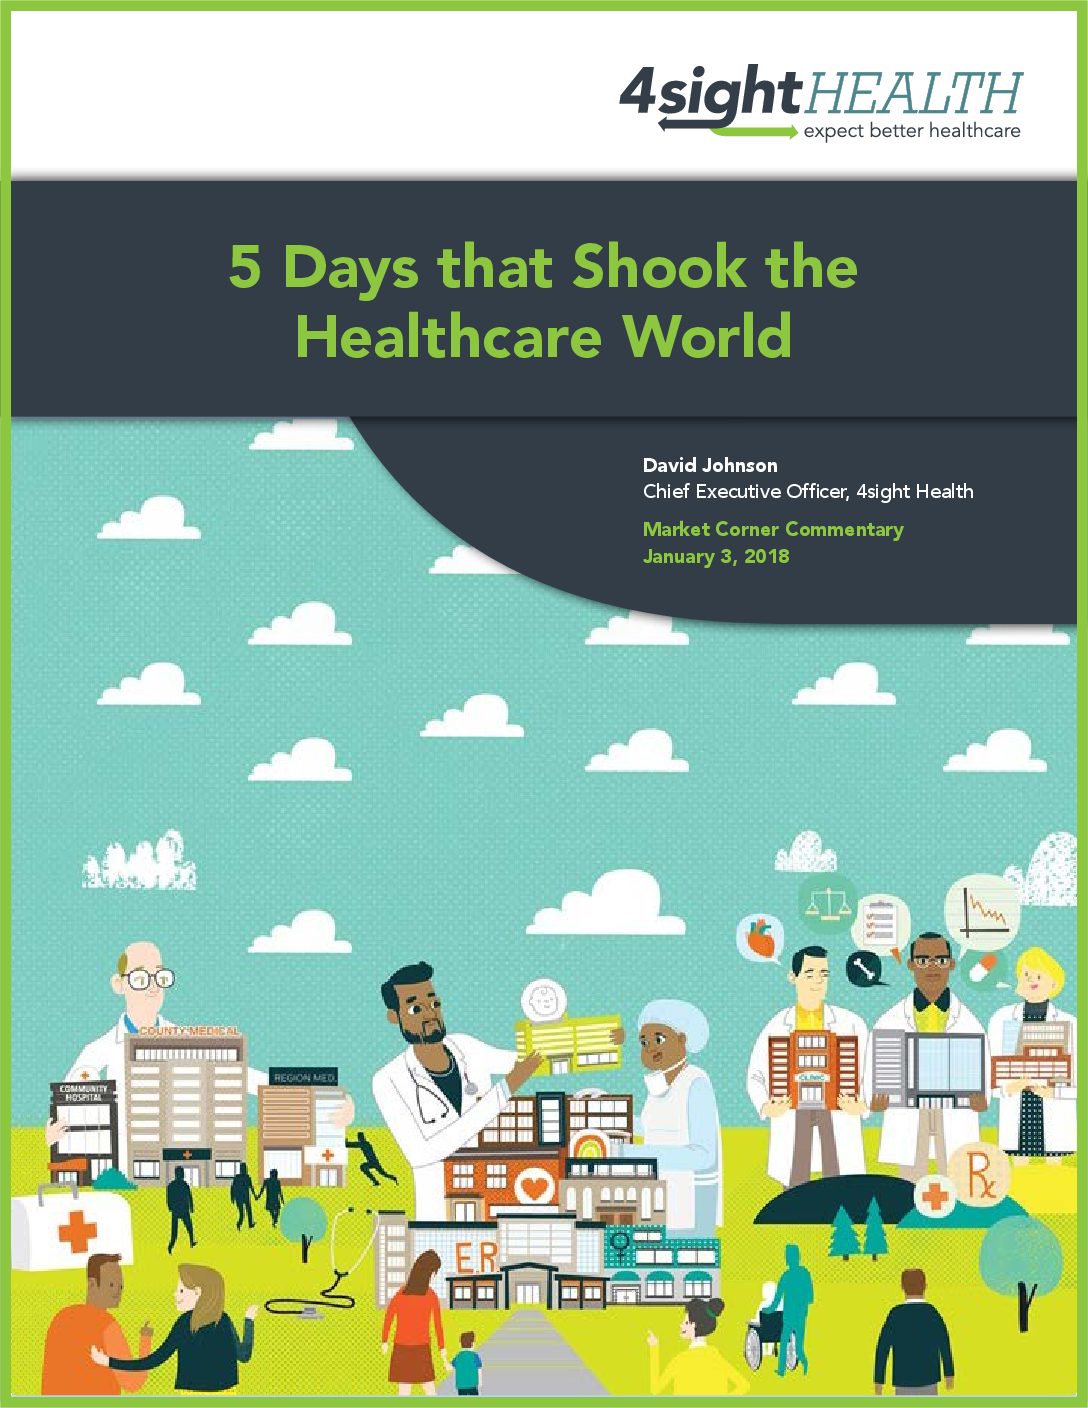 4sightHEALTH
expect better healthcare
5 Days that Shook the
Healthcare World
David Johnson
Chief Executive Officer, 4sight Health
Market Corner Commentary
January 3, 2018
COUNTY MEDICAL
COMMUNITY
HOSPITAL
REGION MED.
CLINIC
Rx
E.R